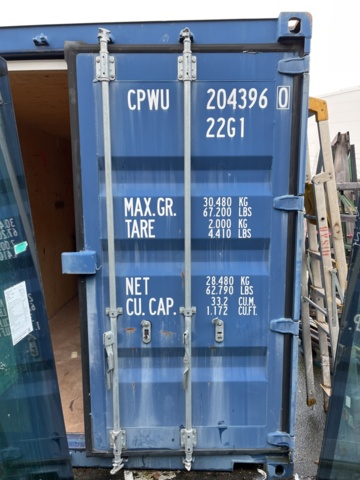 CPWU 204396 0
22G1
MAX.GR. 30.480 KG
67.200 LBS
TARE 2.000 KG
4.410 LBS
NET 28.480 KG
62.790 LBS
CU. CAP. 33.2 CU.M.
1.172 CU.FT.